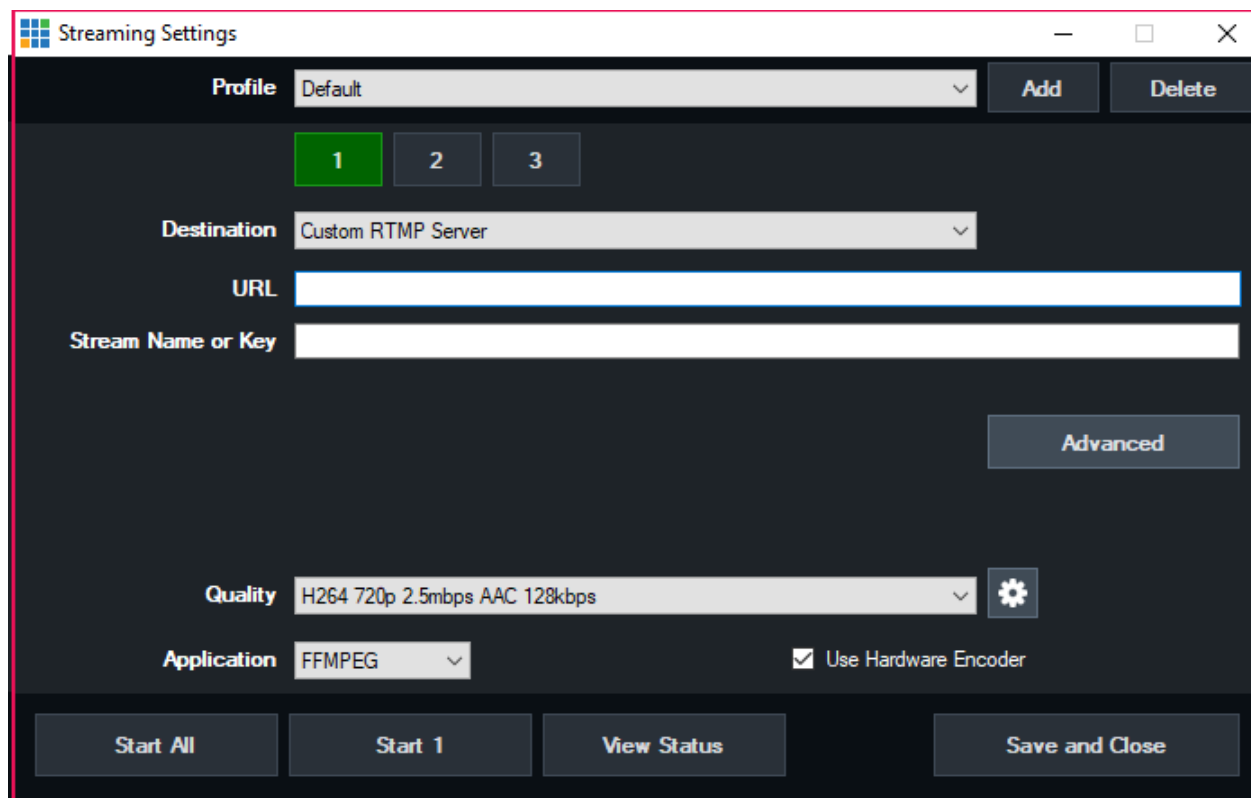 Streaming Settings
Profile Default Add Delete
1 2 3
Destination Custom RTMP Server
URL
Stream Name or Key
Advanced
Quality H264 720p 2.5mbps AAC 128kbps
Application FFMPEG Use Hardware Encoder
Start All Start 1 View Status Save and Close